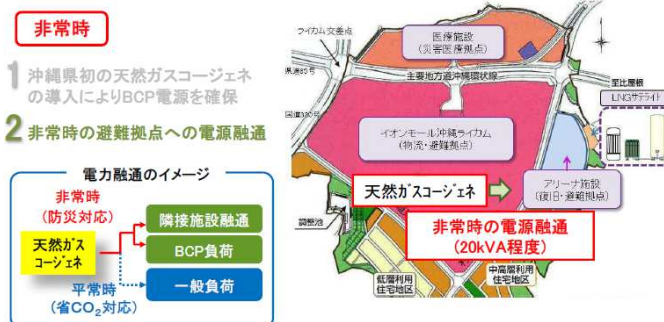 非常時
1 沖縄県初の天然ガスコージェネ
の導入によりBCP電源を確保
2 非常時の避難拠点への電源融通
電力融通のイメージ
非常時
(防災対応)
天然ガス
コージェネ
隣接施設融通
BCP負荷
一般負荷
平常時
(省CO₂対応)
ライカム交差点
医療施設
(災害医療拠点)
県道85号
主要地方道沖縄環状線
至比屋根
国道330号
LNGサテライト
イオンモール沖縄ライカム
(物流・避難拠点)
天然ガスコージェネ
アリーナ施設
(復旧・避難拠点)
調整池
非常時の電源融通
(20kVA程度)
低層利用
住宅地区
中高層利用
住宅地区